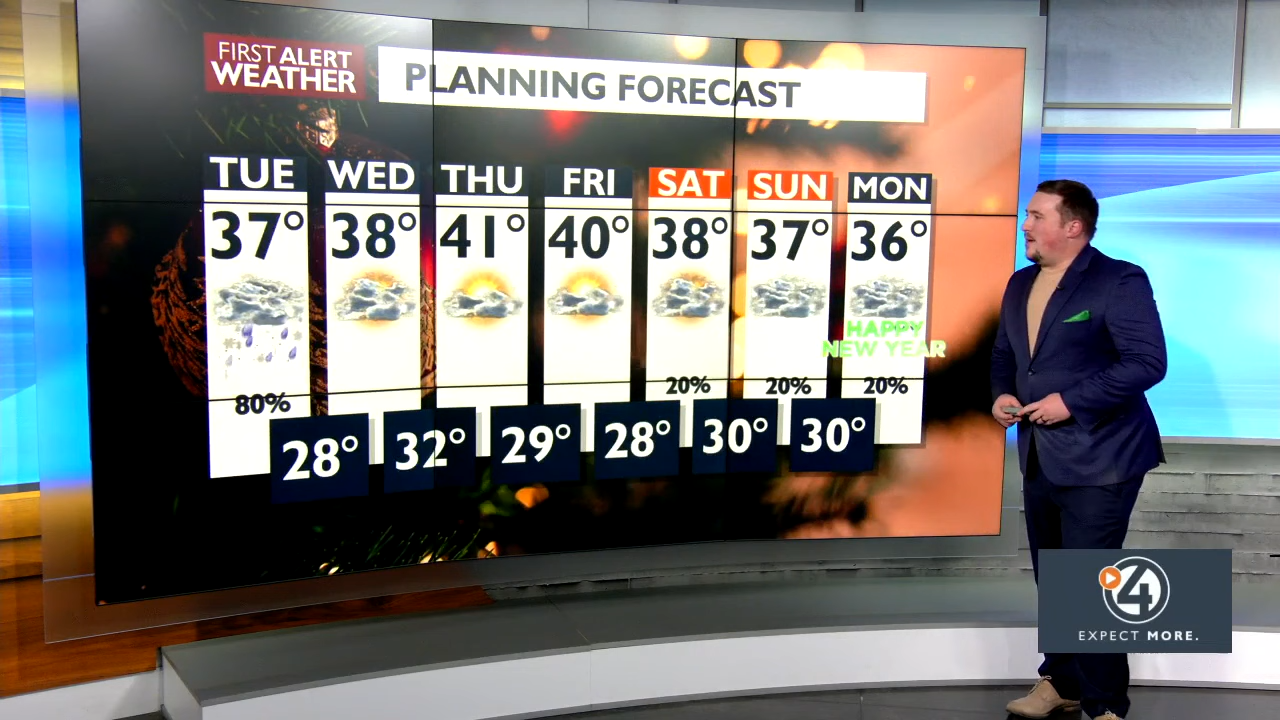 FIRST ALERT
WEATHER
PLANNING FORECAST
TUE WED THU FRI SAT SUN MON
37° 38° 41° 40° 38° 37° 36°
HAPPY
NEW YEAR
80% 20% 20% 20%
28° 32° 29° 28° 30° 30°
4
EXPECT MORE.